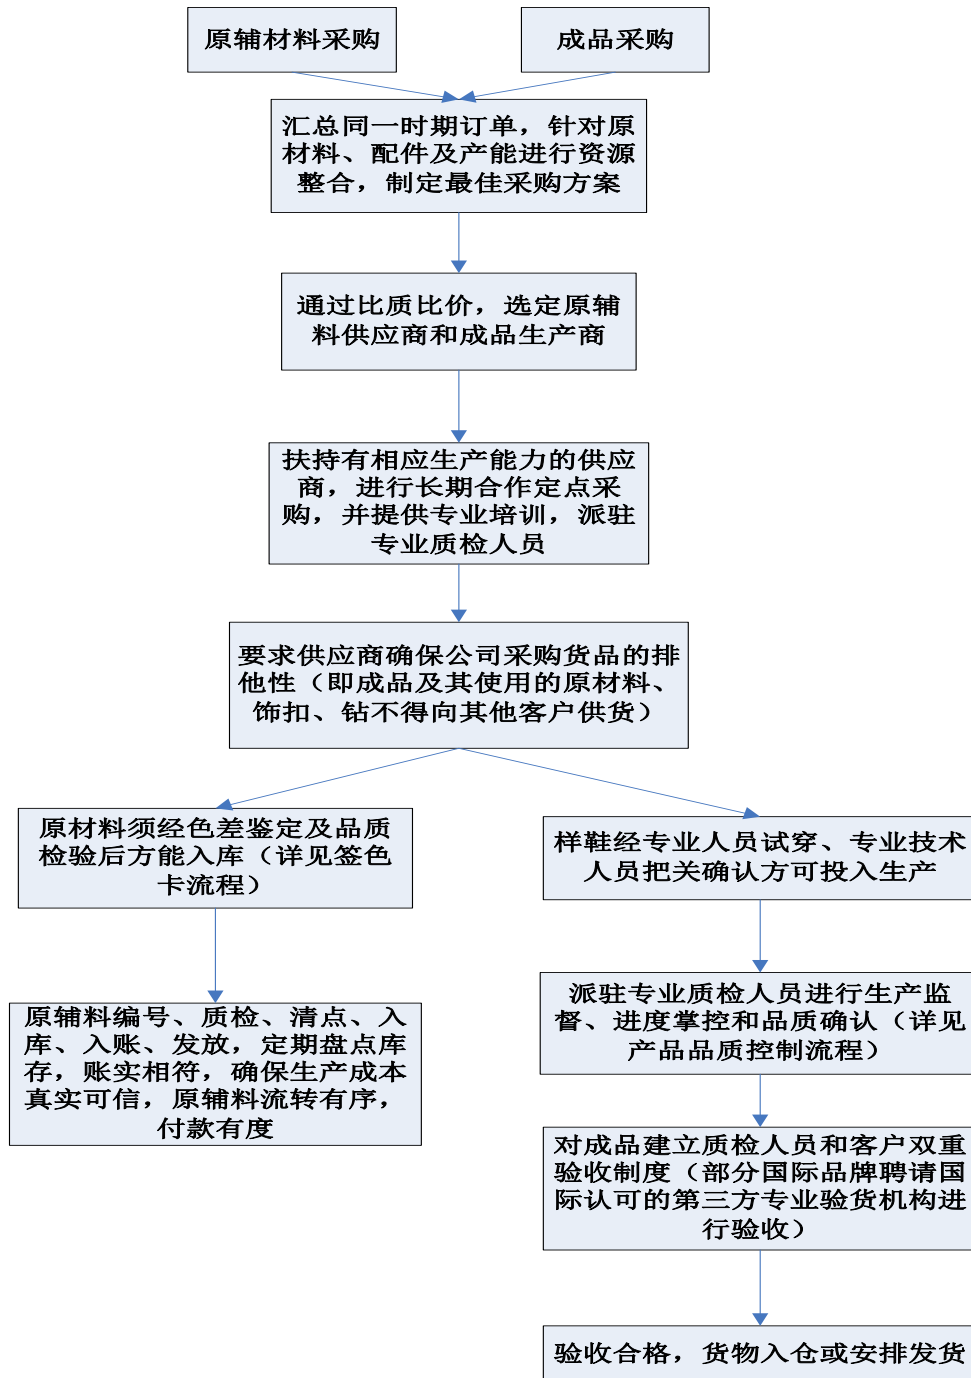 原辅材料采购
成品采购
汇总同一时期订单，针对原
材料、配件及产能进行资源
整合，制定最佳采购方案
通过比质比价，选定原辅
料供应商和成品生产商
扶持有相应生产能力的供应
商，进行长期合作定点采
购，并提供专业培训，派驻
专业质检人员
要求供应商确保公司采购货品的排
他性（即成品及其使用的原材料、
饰扣、钻不得向其他客户供货）
原材料须经色差鉴定及品质
检验后方能入库（详见签色
卡流程）
原辅料编号、质检、清点、入
库、入账、发放，定期盘点库
存，账实相符，确保生产成本
真实可信，原辅料流转有序，
付款有度
样鞋经专业人员试穿、专业技术
人员把关确认方可投入生产
派驻专业质检人员进行生产监
督、进度掌控和品质确认（详见
产品品质控制流程）
对成品建立质检人员和客户双重
验收制度（部分国际品牌聘请国
际认可的第三方专业验货机构进
行验收）
验收合格，货物入仓或安排发货